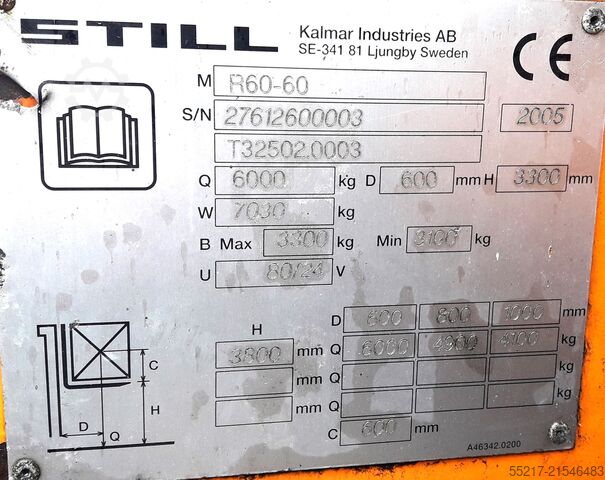 STILL
Kalmar Industries AB
SE-341 81 Ljungby Sweden
CE
M R60-60
S/N 27612600003 2005
T32502.0003
Q 6000 kg D 600 mm H 3300 mm
W 7030 kg
B Max 3300 kg Min 3100 kg
U 80/24 V
H D 600 800 1000 mm
3800 mm Q 6000 4900 4100 kg
mm Q kg
mm Q kg
C 600 mm
C
H
D
Q
A46342.0200
55217-21546483